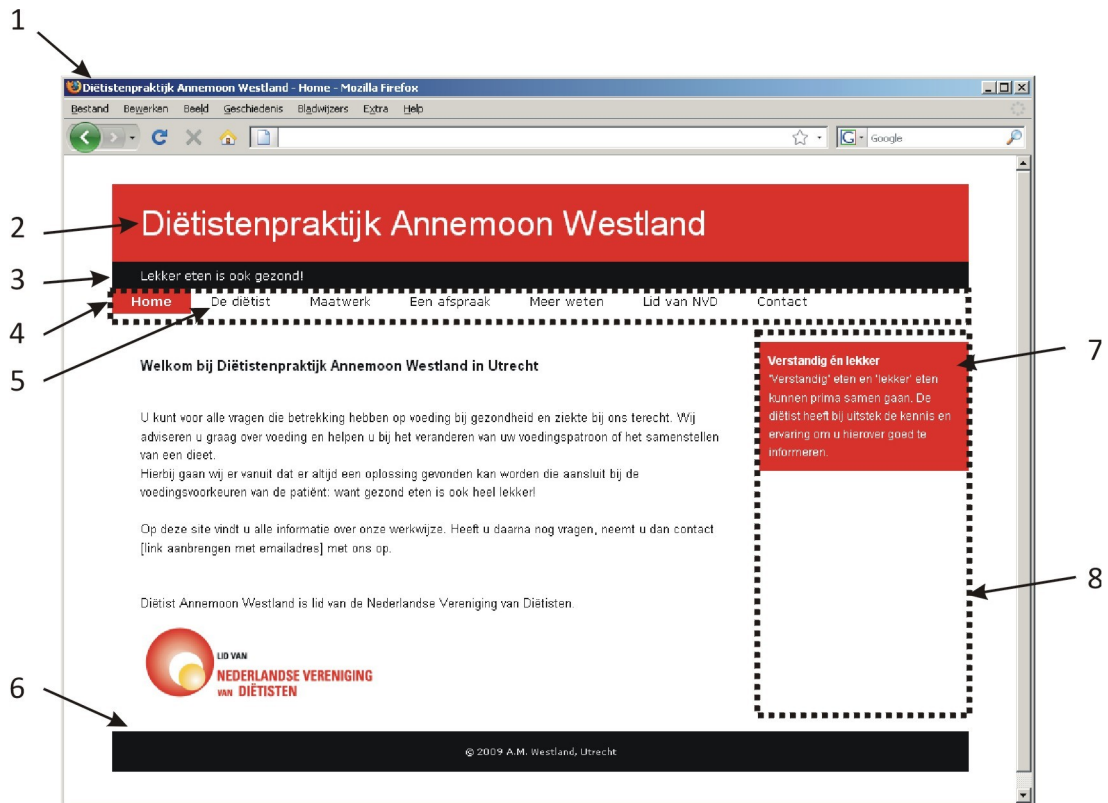 1
Diëtistenpraktijk Annemoon Westland - Home - Mozilla Firefox
Bestand Bewerken Beeld Geschiedenis Bladwijzers Extra Help
G Google
2
Diëtistenpraktijk Annemoon Westland
3
Lekker eten is ook gezond!
4
Home De diëtist Maatwerk Een afspraak Meer weten Lid van NVD Contact
5
Welkom bij Diëtistenpraktijk Annemoon Westland in Utrecht
U kunt voor alle vragen die betrekking hebben op voeding bij gezondheid en ziekte bij ons terecht. Wij
adviseren u graag over voeding en helpen u bij het veranderen van uw voedingspatroon of het samenstellen
van een dieet.
Hierbij gaan wij er vanuit dat er altijd een oplossing gevonden kan worden die aansluit bij de
voedingsvoorkeuren van de patiënt: want gezond eten is ook heel lekker!
Op deze site vindt u alle informatie over onze werkwijze. Heeft u daarna nog vragen, neemt u dan contact
[link aanbrengen met emailadres] met ons op.
Diëtist Annemoon Westland is lid van de Nederlandse Vereniging van Diëtisten.
LID VAN
NEDERLANDSE VERENIGING
VAN DIËTISTEN
7
Verstandig én lekker
'Verstandig' eten en 'lekker' eten
kunnen prima samen gaan. De
diëtist heeft bij uitstek de kennis en
ervaring om u hierover goed te
informeren.
8
6
© 2009 A.M. Westland, Utrecht